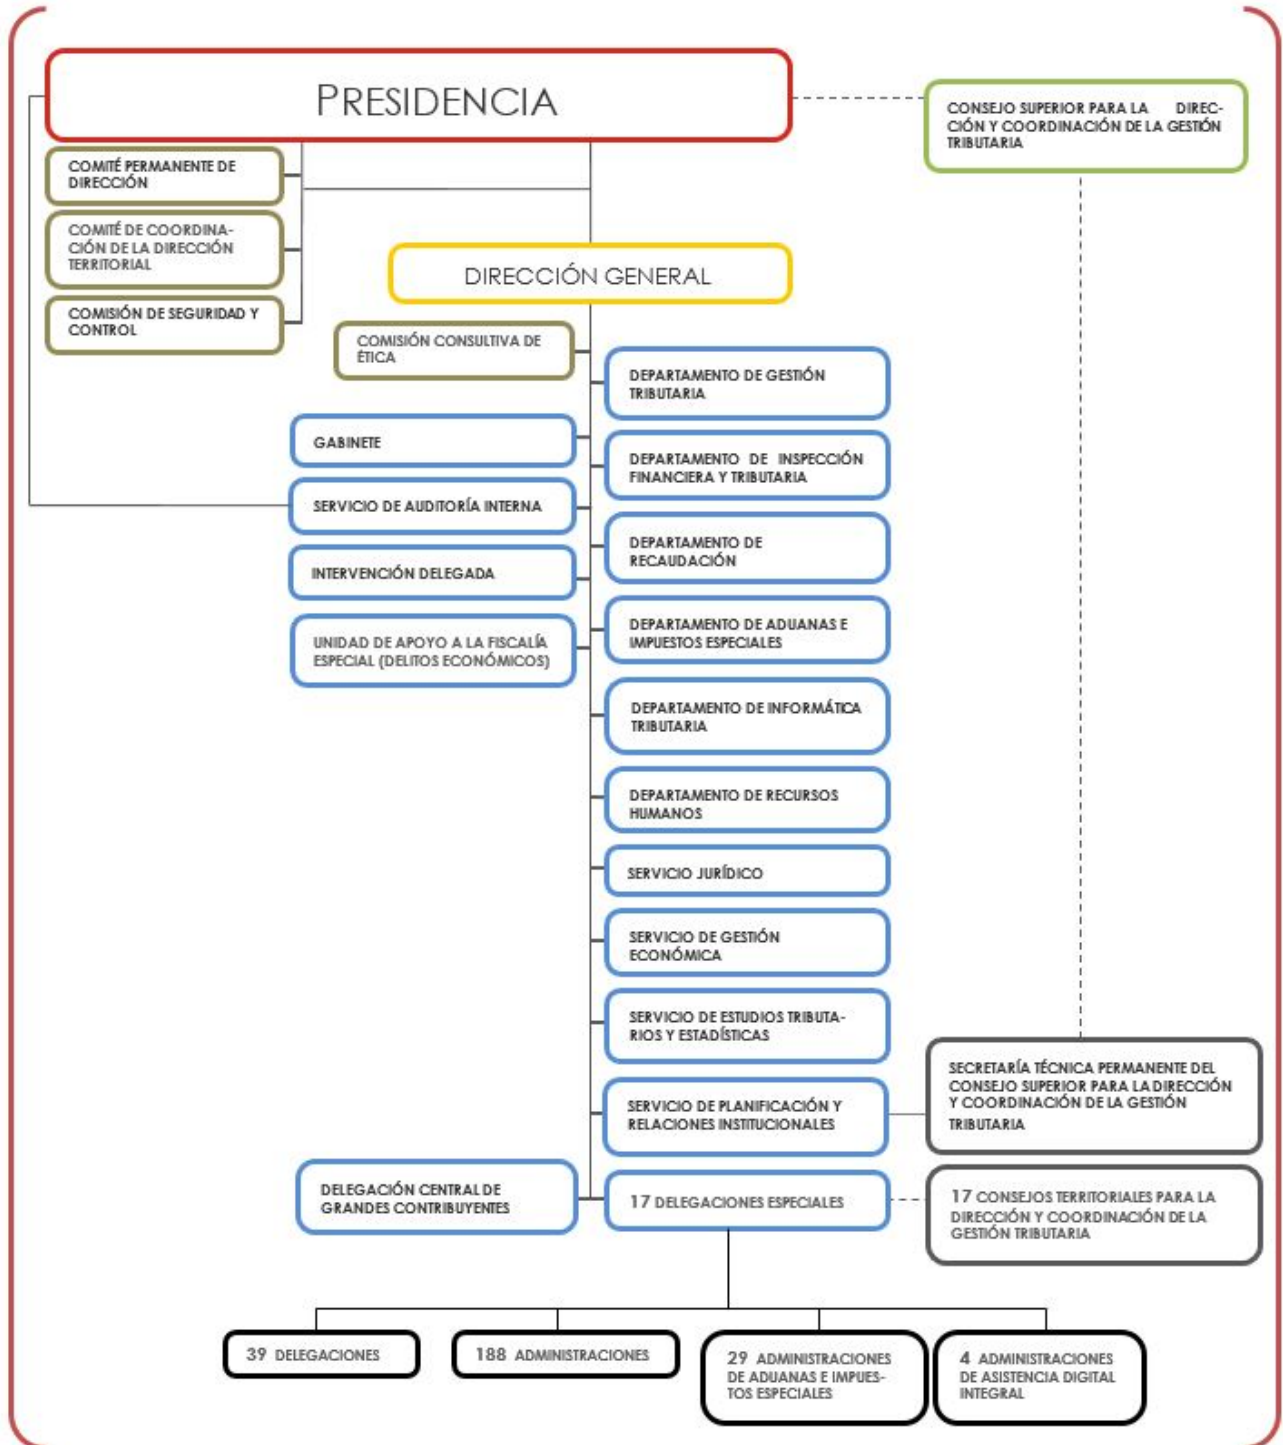 PRESIDENCIA
CONSEJO SUPERIOR PARA LA DIREC-
CIÓN Y COORDINACIÓN DE LA GESTIÓN
TRIBUTARIA
COMITÉ PERMANENTE DE
DIRECCIÓN
COMITÉ DE COORDINA-
CIÓN DE LA DIRECCIÓN
TERRITORIAL
COMISIÓN DE SEGURIDAD Y
CONTROL
DIRECCIÓN GENERAL
COMISIÓN CONSULTIVA DE
ÉTICA
DEPARTAMENTO DE GESTIÓN
TRIBUTARIA
GABINETE
DEPARTAMENTO DE INSPECCIÓN
FINANCIERA Y TRIBUTARIA
SERVICIO DE AUDITORÍA INTERNA
DEPARTAMENTO DE
RECAUDACIÓN
INTERVENCIÓN DELEGADA
DEPARTAMENTO DE ADUANAS E
IMPUESTOS ESPECIALES
UNIDAD DE APOYO A LA FISCALÍA
ESPECIAL (DELITOS ECONÓMICOS)
DEPARTAMENTO DE INFORMÁTICA
TRIBUTARIA
DEPARTAMENTO DE RECURSOS
HUMANOS
SERVICIO JURÍDICO
SERVICIO DE GESTIÓN
ECONÓMICA
SERVICIO DE ESTUDIOS TRIBUTA-
RIOS Y ESTADÍSTICAS
SERVICIO DE PLANIFICACIÓN Y
RELACIONES INSTITUCIONALES
SECRETARÍA TÉCNICA PERMANENTE DEL
CONSEJO SUPERIOR PARA LA DIRECCIÓN
Y COORDINACIÓN DE LA GESTIÓN
TRIBUTARIA
DELEGACIÓN CENTRAL DE
GRANDES CONTRIBUYENTES
17 DELEGACIONES ESPECIALES
17 CONSEJOS TERRITORIALES PARA LA
DIRECCIÓN Y COORDINACIÓN DE LA
GESTIÓN TRIBUTARIA
39 DELEGACIONES
188 ADMINISTRACIONES
29 ADMINISTRACIONES
DE ADUANAS E IMPUES-
TOS ESPECIALES
4 ADMINISTRACIONES
DE ASISTENCIA DIGITAL
INTEGRAL